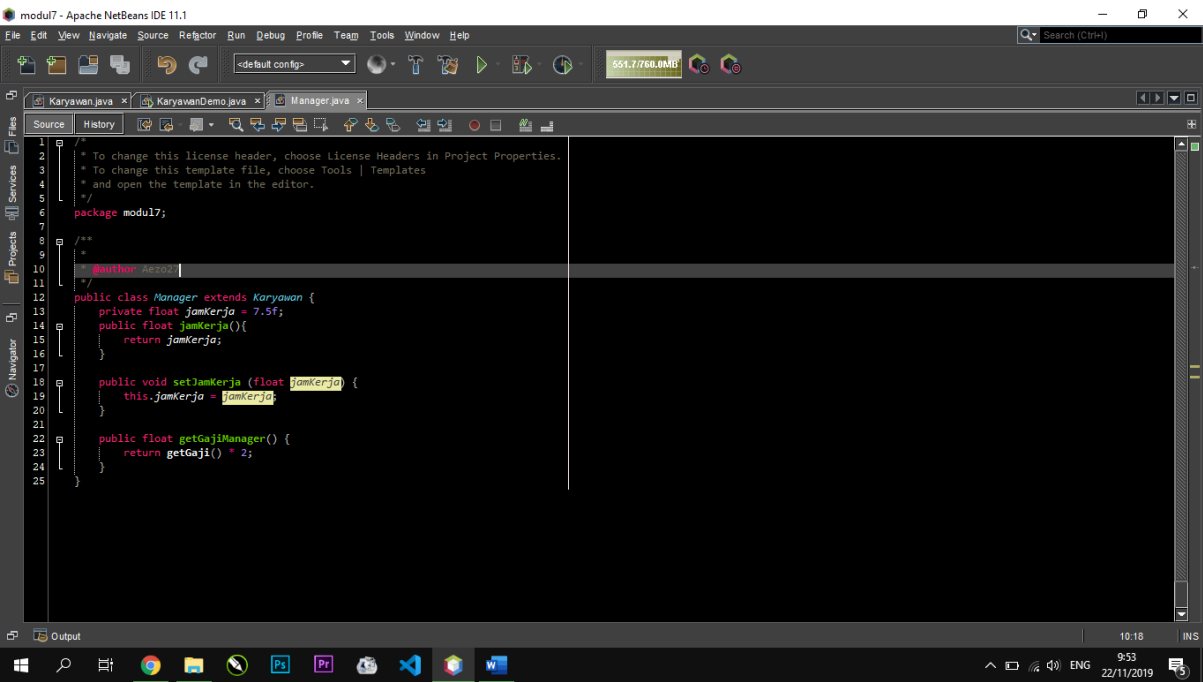 modul7 - Apache NetBeans IDE 11.1
File Edit View Navigate Source Refactor Run Debug Profile Team Tools Window Help
Search (Ctrl+I)
<default config>
551.7/760.0MB
Karyawan.java KaryawanDemo.java Manager.java
Source History
Files
Services
Projects
Navigator
1 /*
2 * To change this license header, choose License Headers in Project Properties.
3 * To change this template file, choose Tools | Templates
4 * and open the template in the editor.
5 */
6 package modul7;
7
8 /**
9 *
10 * @author Aero27
11 */
12 public class Manager extends Karyawan {
13 private float jamKerja = 7.5f;
14 public float jamKerja(){
15 return jamKerja;
16 }
17
18 public void setJamKerja (float jamKerja) {
19 this.jamKerja = jamKerja;
20 }
21
22 public float getGajiManager() {
23 return getGaji() * 2;
24 }
25 }
Output
10:18 INS
Ps Pr
ENG
9:53
22/11/2019
5